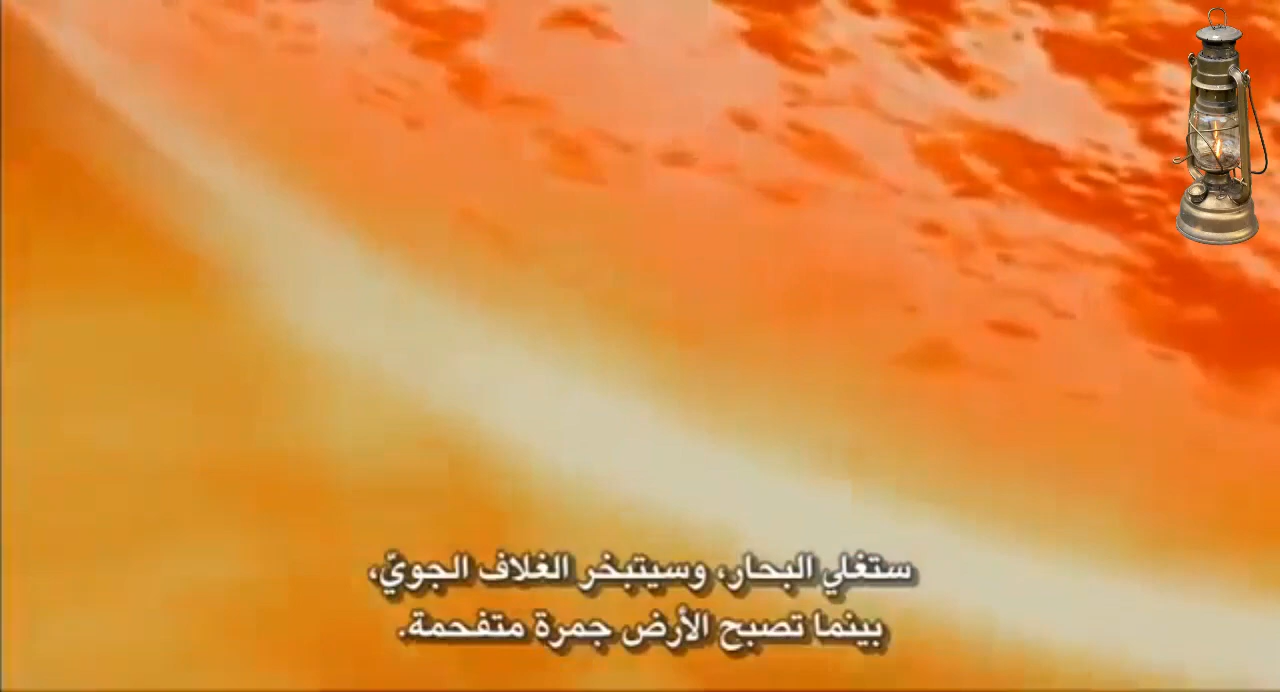 ستغلي البحار، وسيتبخر الغلاف الجويّ،
بينما تصبح الأرض جمرة متفحمة.